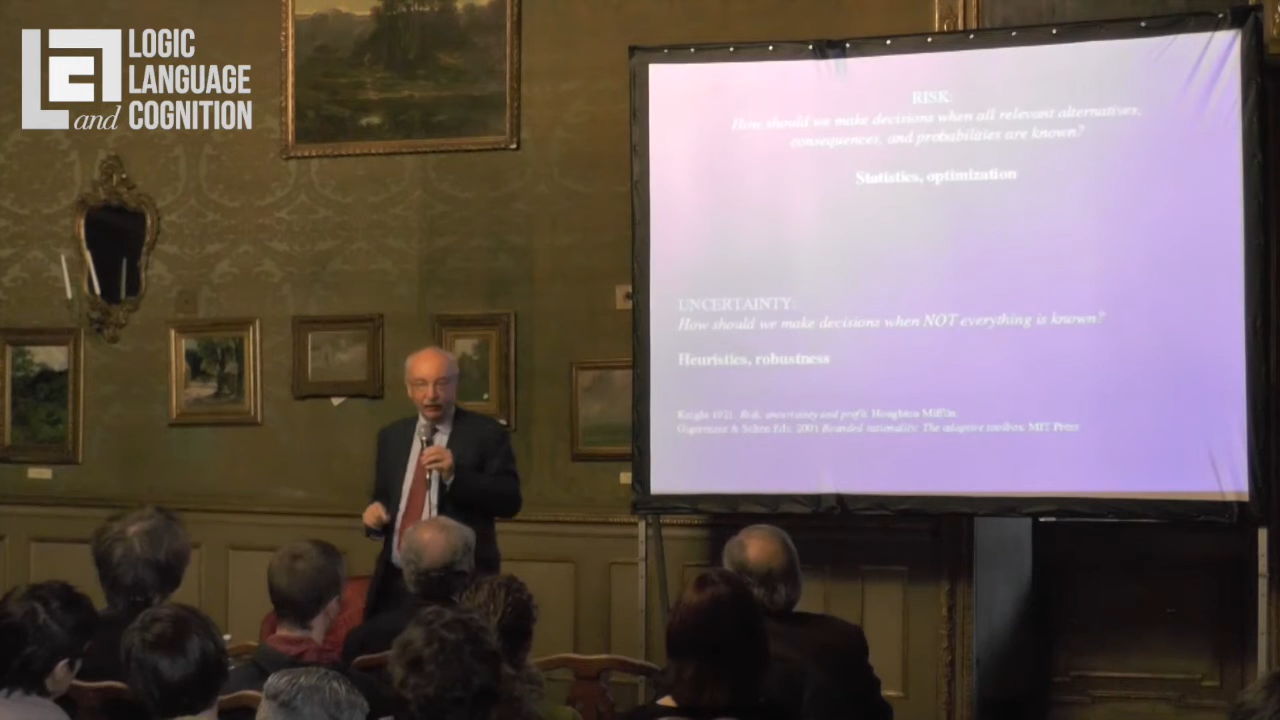 LOGIC
LANGUAGE
and COGNITION
RISK:
How should we make decisions when all relevant alternatives,
consequences, and probabilities are known?
Statistics, optimization
UNCERTAINTY:
How should we make decisions when NOT everything is known?
Heuristics, robustness
Knight 1921. Risk, uncertainty and profit. Houghton Mifflin.
Gigerenzer & Selten Eds. 2001 Bounded rationality: The adaptive toolbox. MIT Press